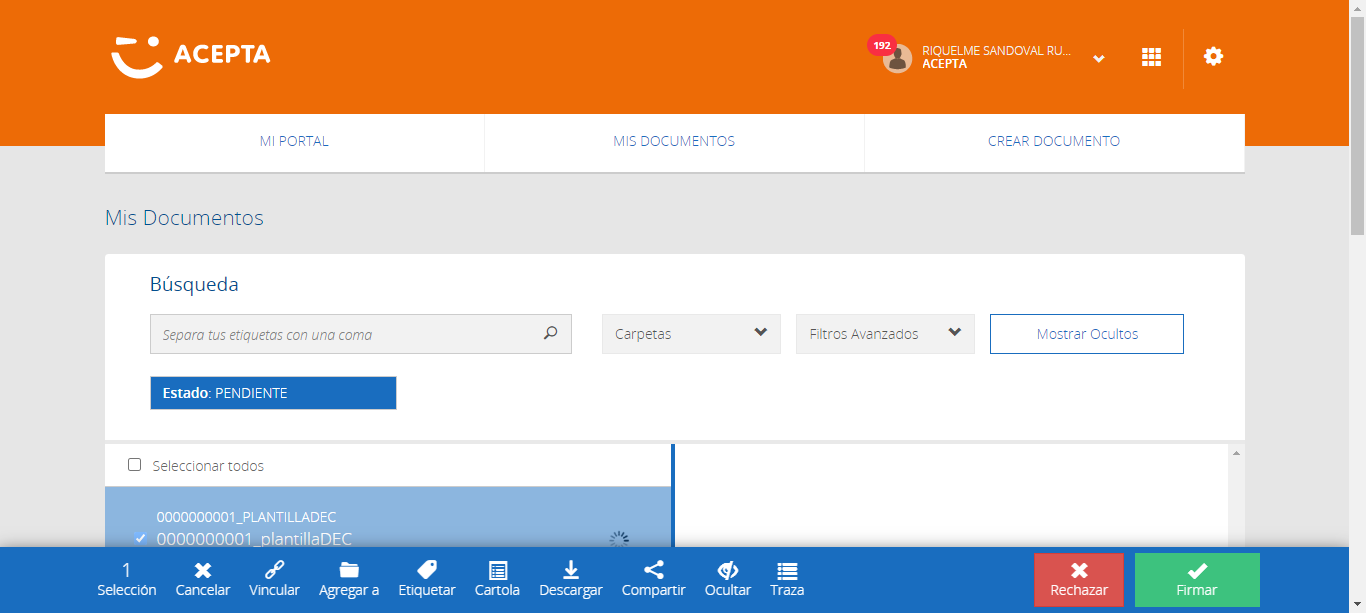 ACEPTA
192
RIQUELME SANDOVAL RU...
ACEPTA
MI PORTAL
MIS DOCUMENTOS
CREAR DOCUMENTO
Mis Documentos
Búsqueda
Separa tus etiquetas con una coma
Carpetas
Filtros Avanzados
Mostrar Ocultos
Estado: PENDIENTE
Seleccionar todos
0000000001_PLANTILLADEC
0000000001_plantillaDEC
1
Selección
Cancelar
Vincular
Agregar a
Etiquetar
Cartola
Descargar
Compartir
Ocultar
Traza
Rechazar
Firmar